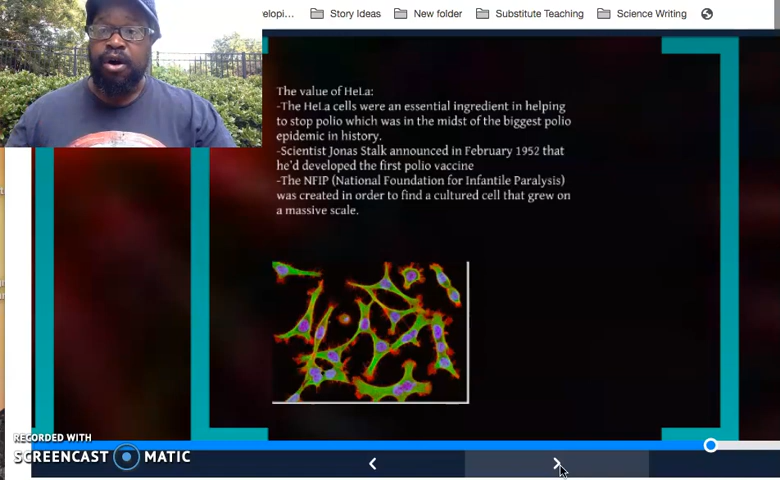 Story Ideas New folder Substitute Teaching Science Writing
The value of HeLa:
-The HeLa cells were an essential ingredient in helping
to stop polio which was in the midst of the biggest polio
epidemic in history.
-Scientist Jonas Stalk announced in February 1952 that
he'd developed the first polio vaccine
-The NFIP (National Foundation for Infantile Paralysis)
was created in order to find a cultured cell that grew on
a massive scale.
RECORDED WITH
SCREENCAST MATIC